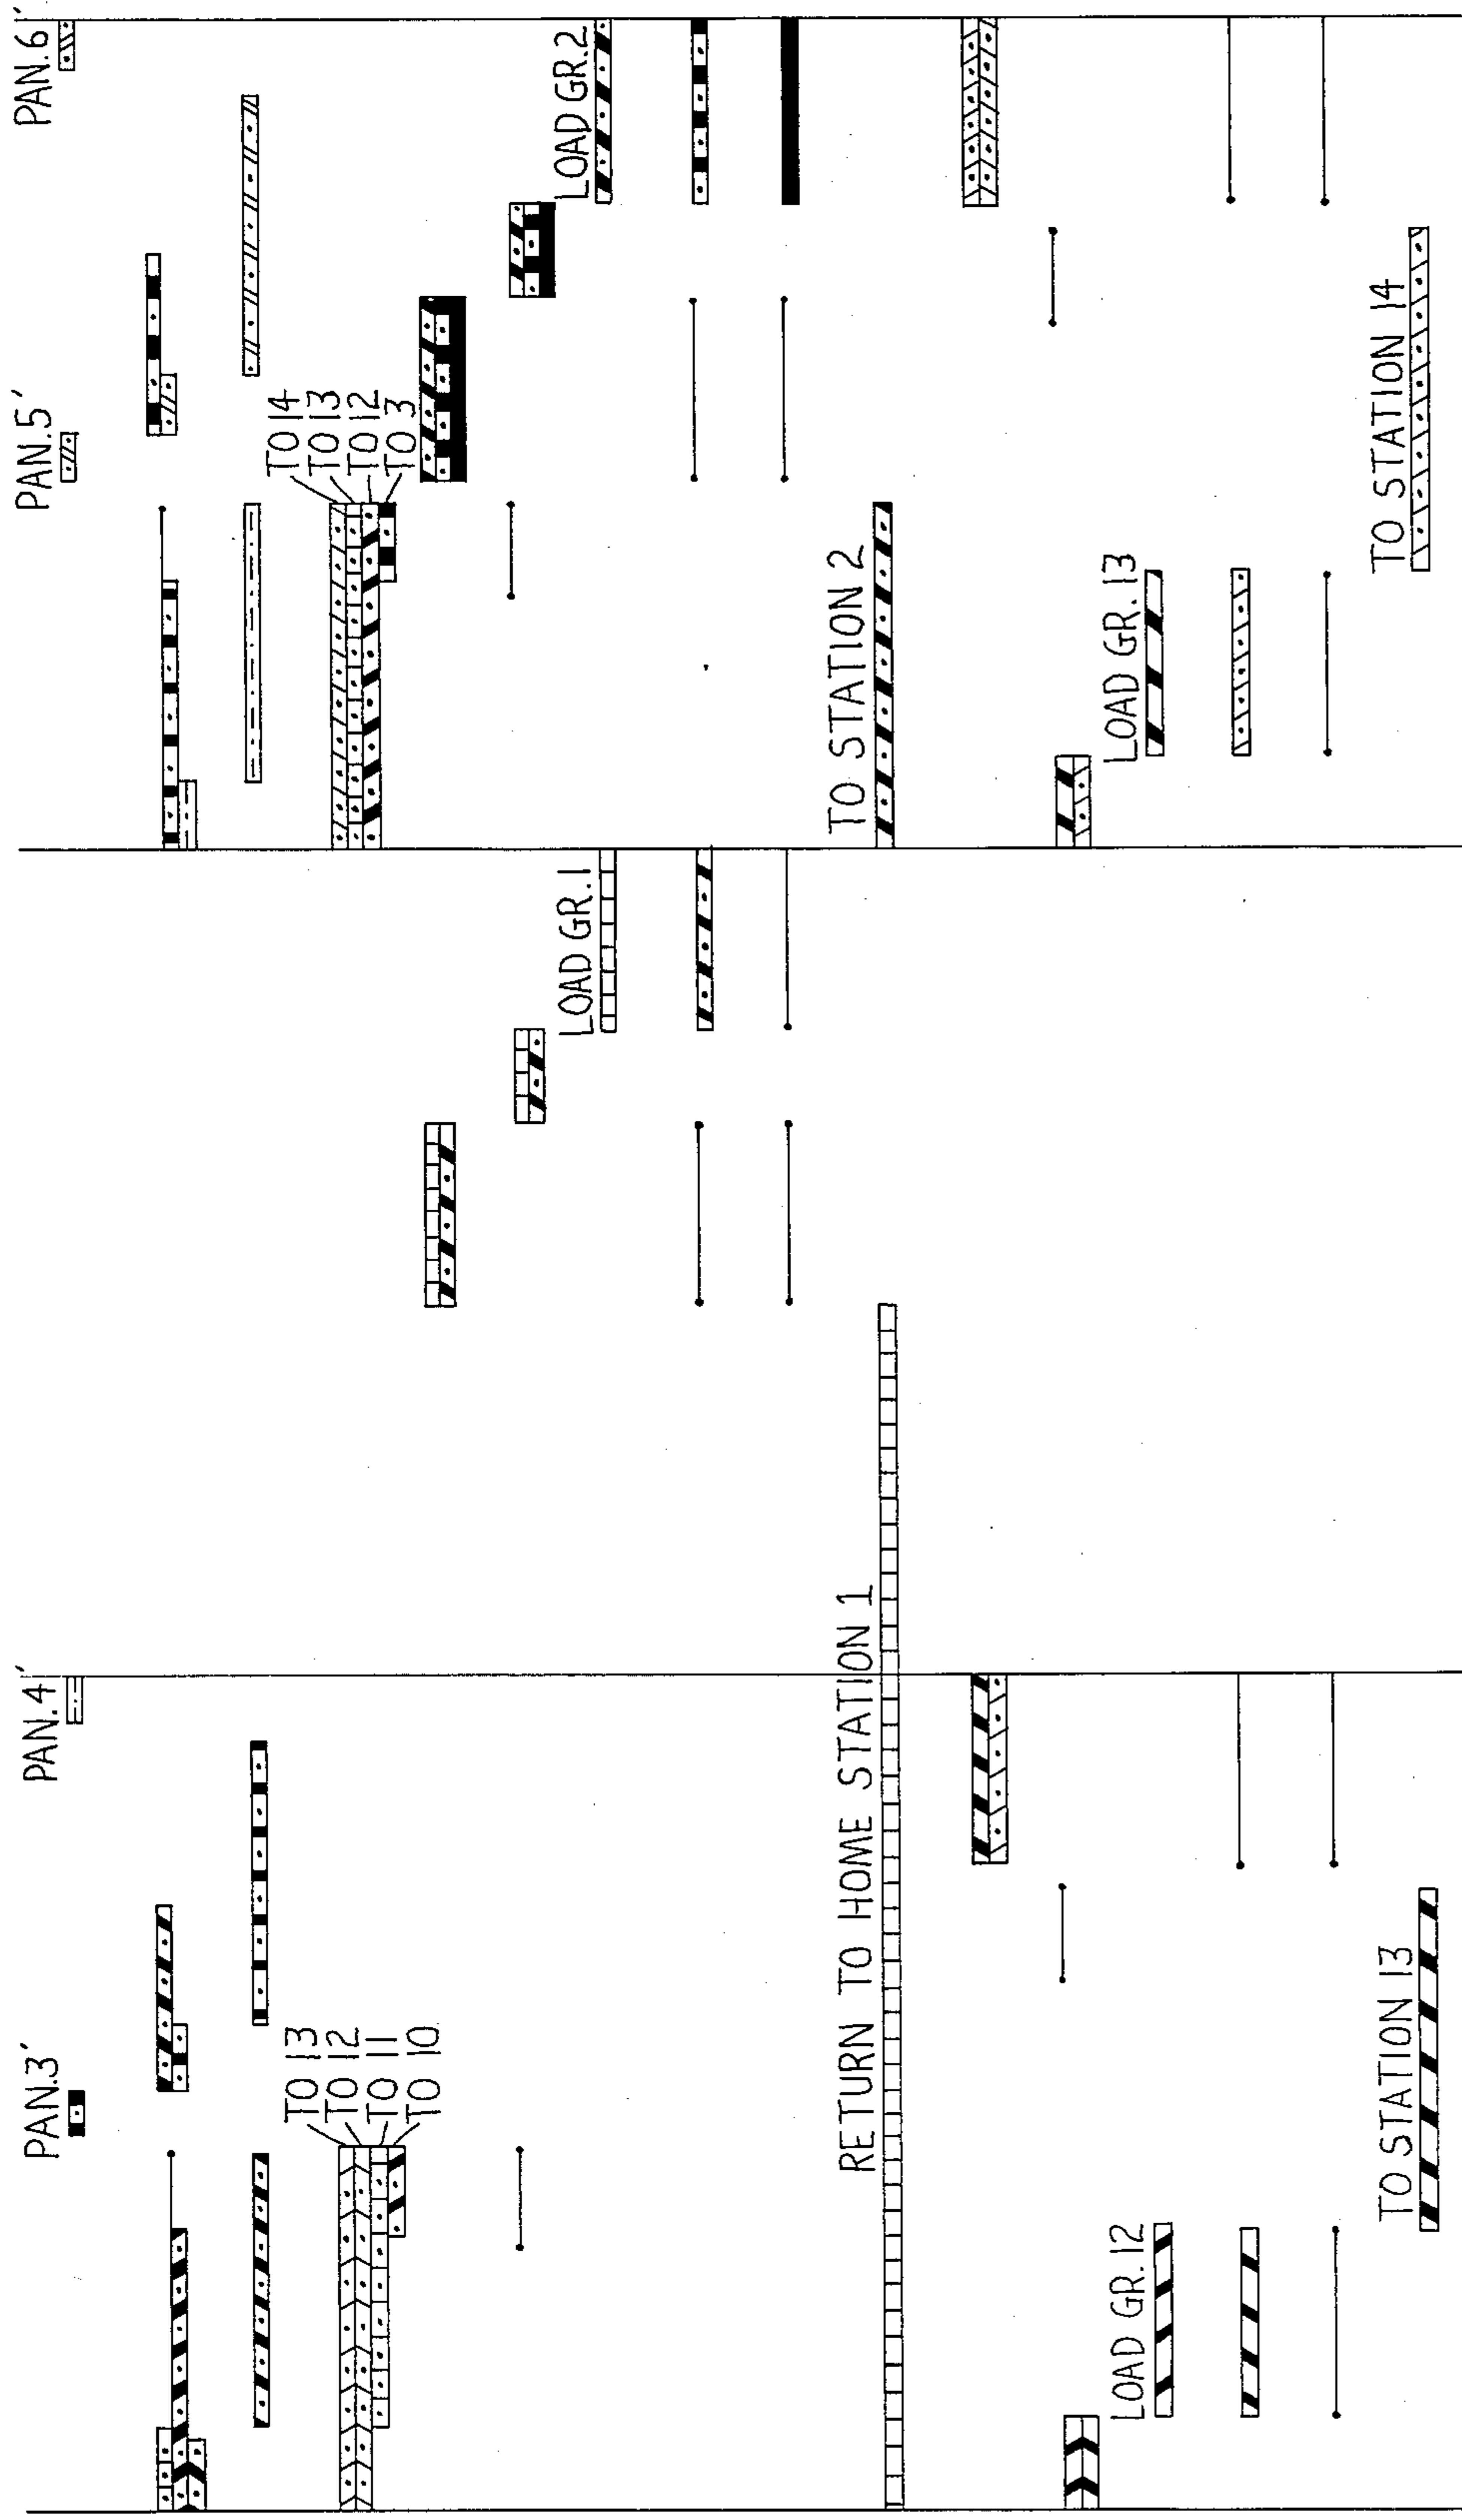 PAN.3´
PAN.4´
PAN.5´
PAN.6´
TO 13
TO 12
TO 11
TO 10
TO 14
TO 13
TO 12
TO 3
LOAD GR.1
LOAD GR.2
RETURN TO HOME STATION 1
TO STATION 2
LOAD GR.12
LOAD GR.13
TO STATION 13
TO STATION 14